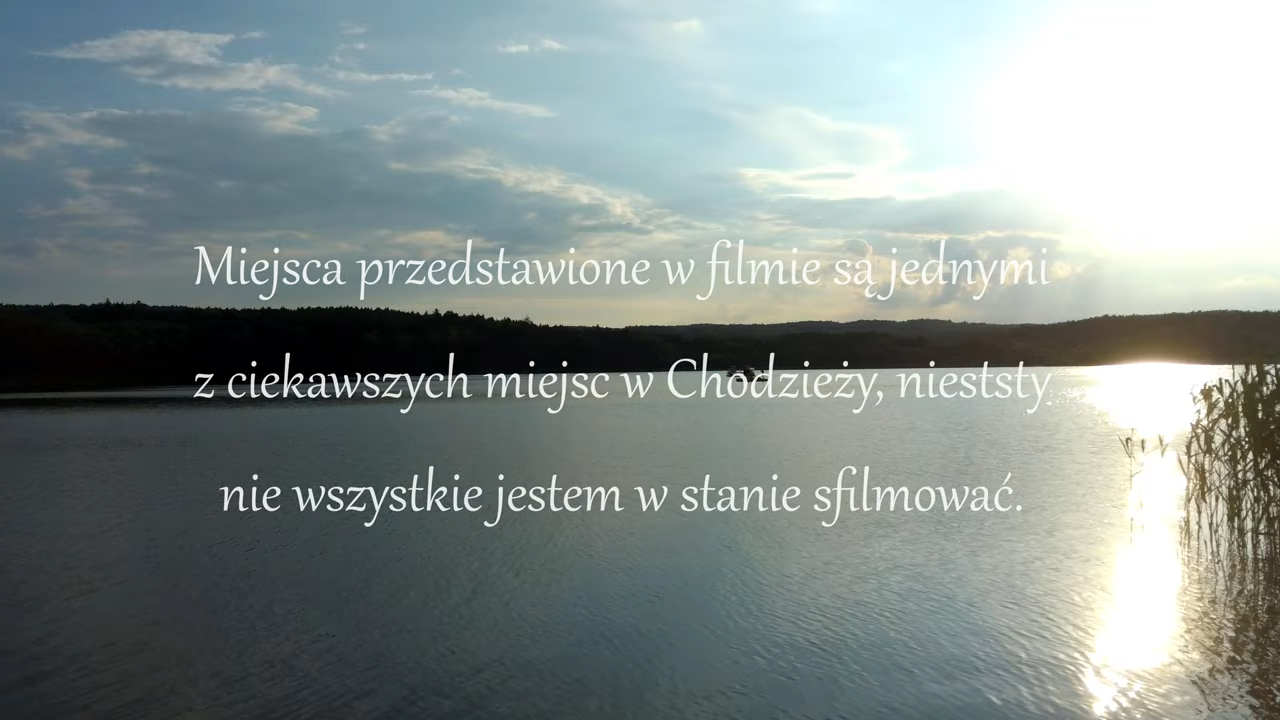 Miejsca przedstawione w filmie są jednymi
z ciekawszych miejsc w Chodzieży, nieststy
nie wszystkie jestem w stanie sfilmować.